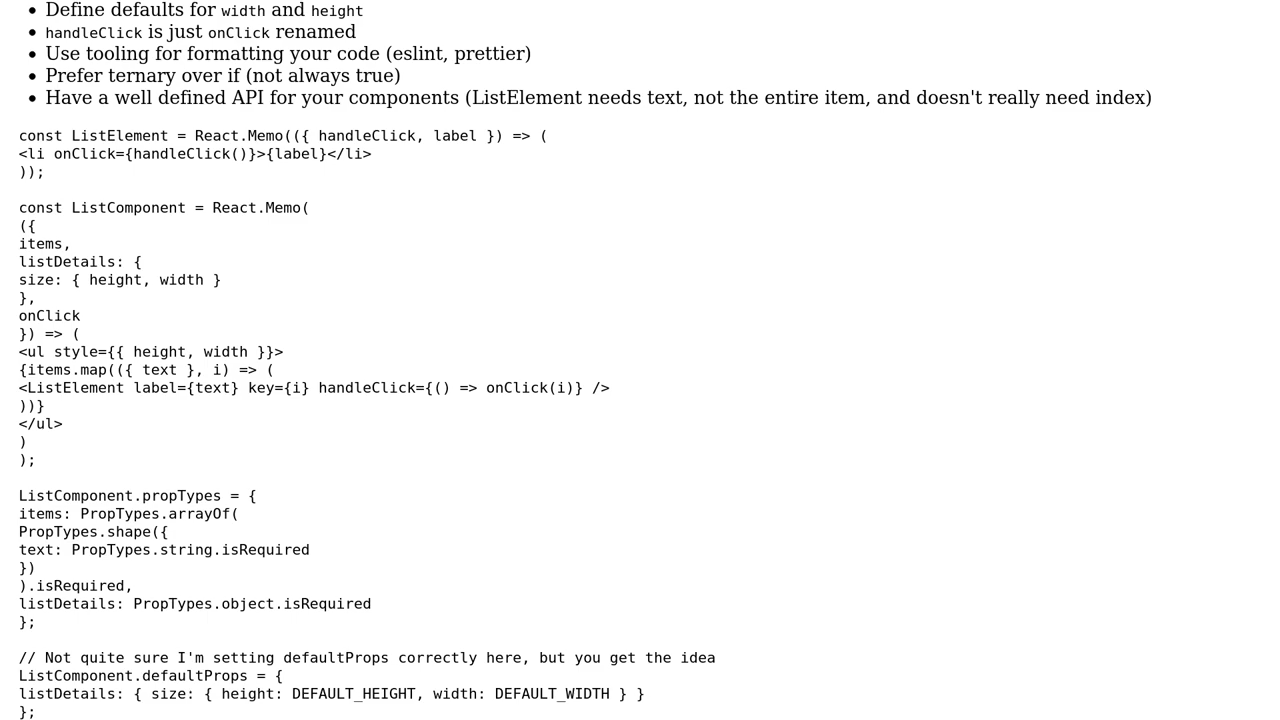 Define defaults for width and height
handleClick is just onClick renamed
Use tooling for formatting your code (eslint, prettier)
Prefer ternary over if (not always true)
Have a well defined API for your components (ListElement needs text, not the entire item, and doesn't really need index)
const ListElement = React.Memo(({ handleClick, label }) => (
<li onClick={handleClick()}>{label}</li>
));
const ListComponent = React.Memo(
({
items,
listDetails: {
size: { height, width }
},
onClick
}) => (
<ul style={{ height, width }}>
{items.map(({ text }, i) => (
<ListElement label={text} key={i} handleClick={() => onClick(i)} />
))}
</ul>
)
);
ListComponent.propTypes = {
items: PropTypes.arrayOf(
PropTypes.shape({
text: PropTypes.string.isRequired
})
).isRequired,
listDetails: PropTypes.object.isRequired
};
// Not quite sure I'm setting defaultProps correctly here, but you get the idea
ListComponent.defaultProps = {
listDetails: { size: { height: DEFAULT_HEIGHT, width: DEFAULT_WIDTH } }
};